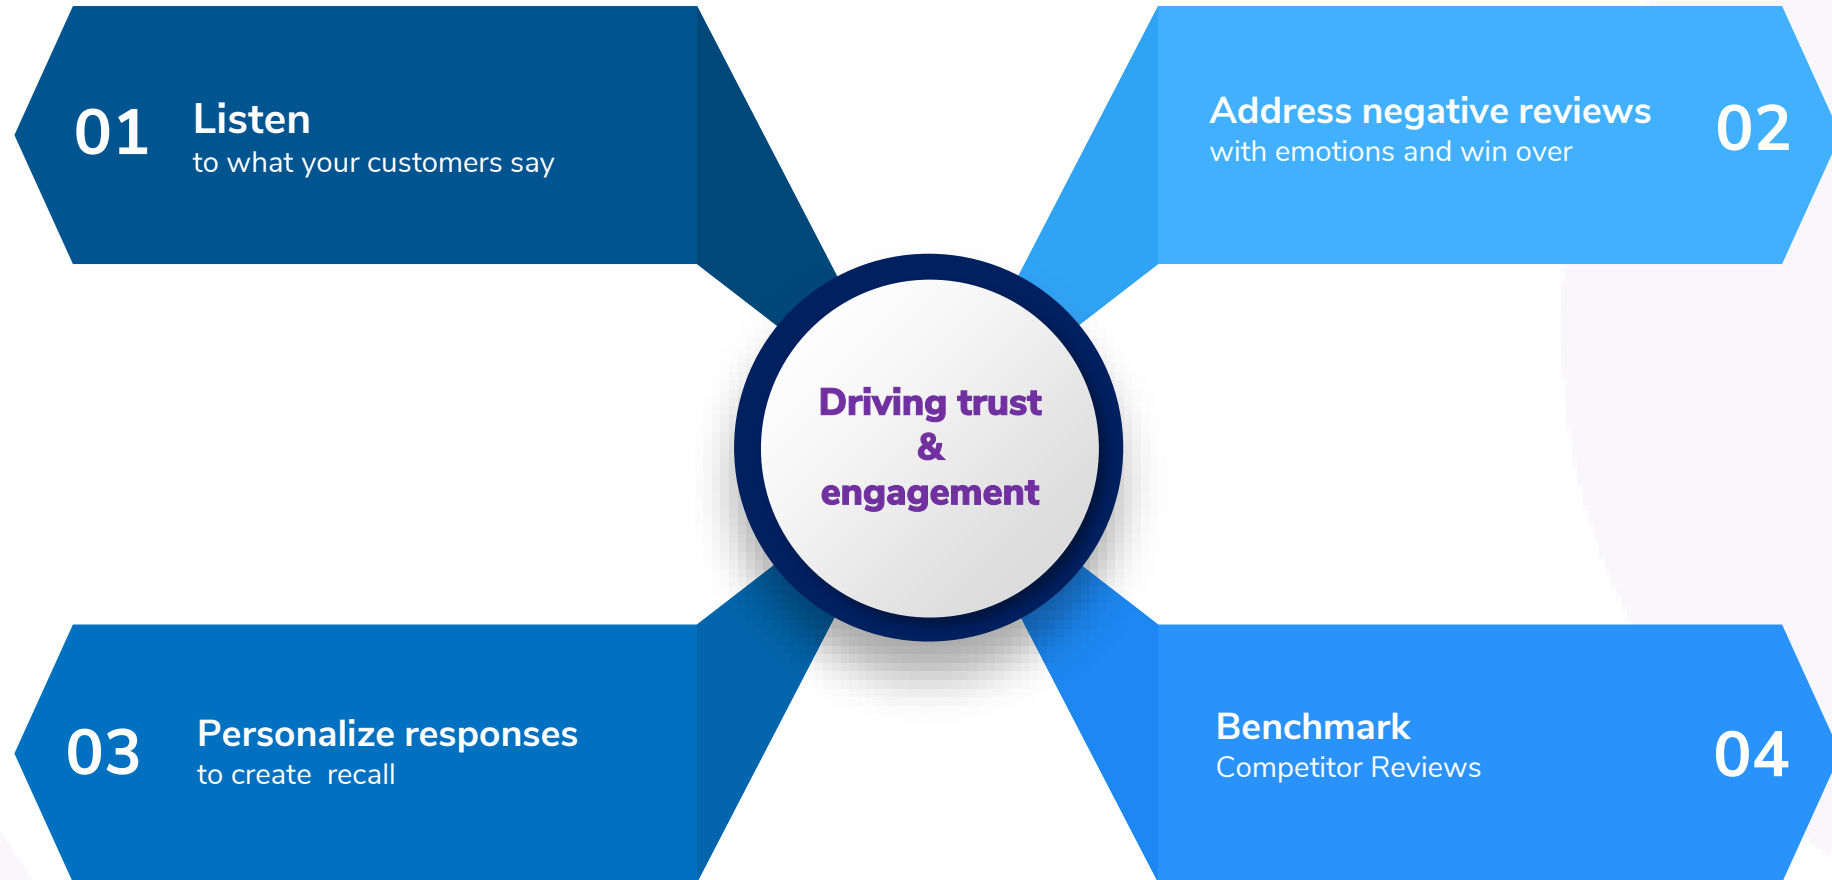 01
Listen
to what your customers say
Address negative reviews
with emotions and win over
02
Driving trust
&
engagement
03
Personalize responses
to create  recall
Benchmark
Competitor Reviews
04